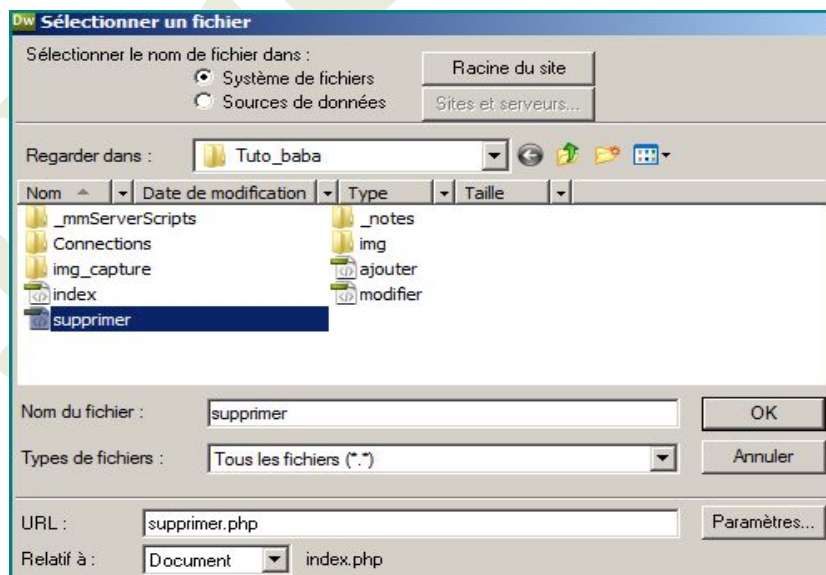 Dw Sélectionner un fichier
Sélectionner le nom de fichier dans :
Système de fichiers
Racine du site
Sources de données
Sites et serveurs...
Regarder dans : Tuto_baba
Nom Date de modification Type Taille
_mmServerScripts _notes
Connections img
img_capture ajouter
index modifier
supprimer
Nom du fichier : supprimer OK
Types de fichiers : Tous les fichiers (*.*) Annuler
URL : supprimer.php Paramètres...
Relatif à : Document index.php